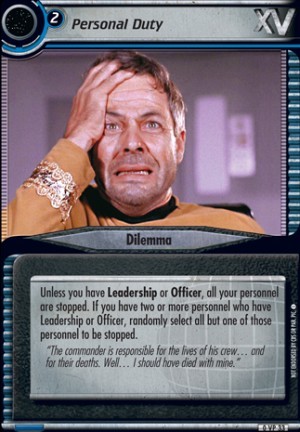 2
Personal Duty
XV
Dilemma
Unless you have Leadership or Officer, all your personnel
are stopped. If you have two or more personnel who have
Leadership or Officer, randomly select all but one of those
personnel to be stopped.
"The commander is responsible for the lives of his crew... and
for their deaths. Well... I should have died with mine."
0 VP 33